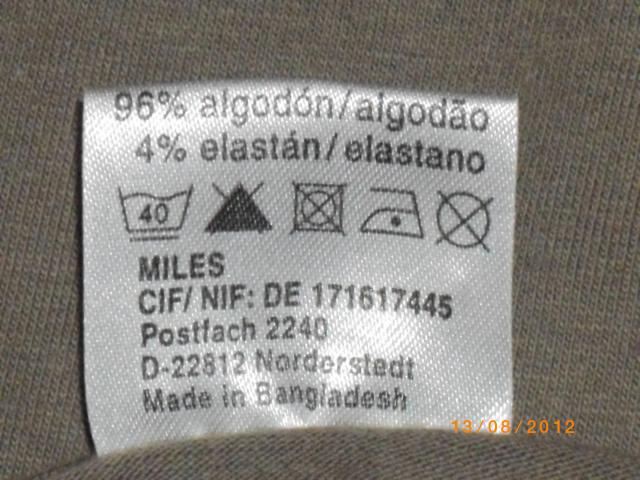 96% algodón/algodão
4% elastán/elastano
40
MILES
CIF/ NIF: DE 171617445
Postfach 2240
D-22812 Norderstedt
Made in Bangladesh
13/08/2012